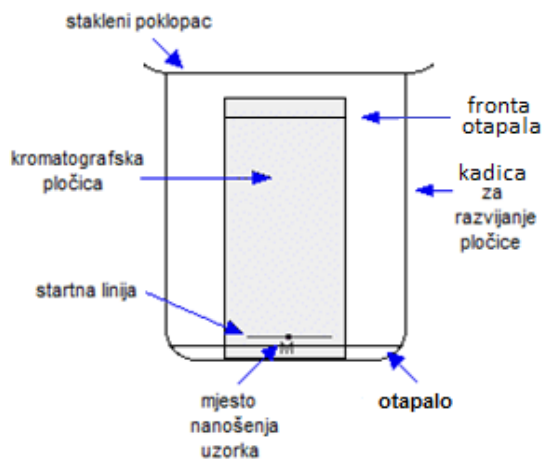 stakleni poklopac
fronta
otapala
kromatografska
pločica
kadica
za
razvijanje
pločice
startna linija
M
mjesto
nanošenja
uzorka
otapalo